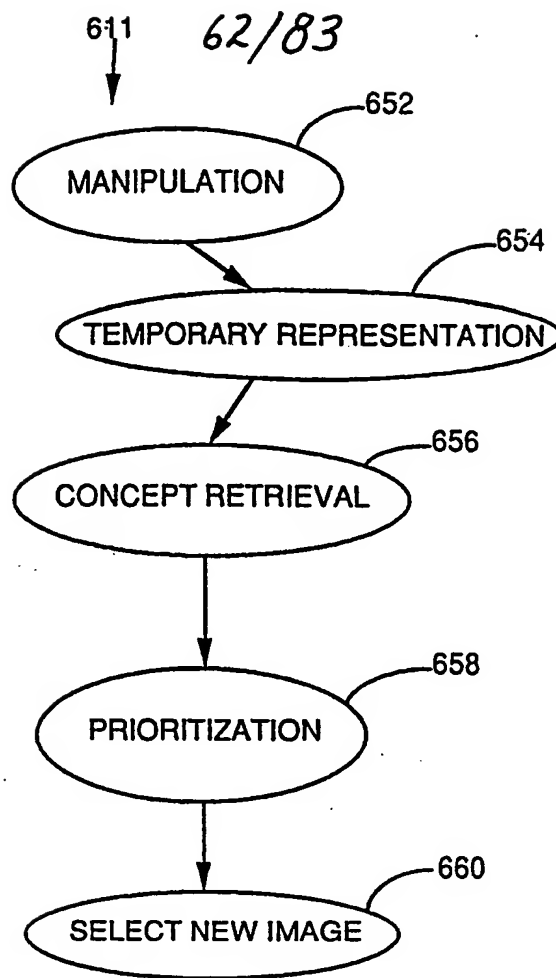 611 62/83
652
MANIPULATION
654
TEMPORARY REPRESENTATION
656
CONCEPT RETRIEVAL
658
PRIORITIZATION
660
SELECT NEW IMAGE